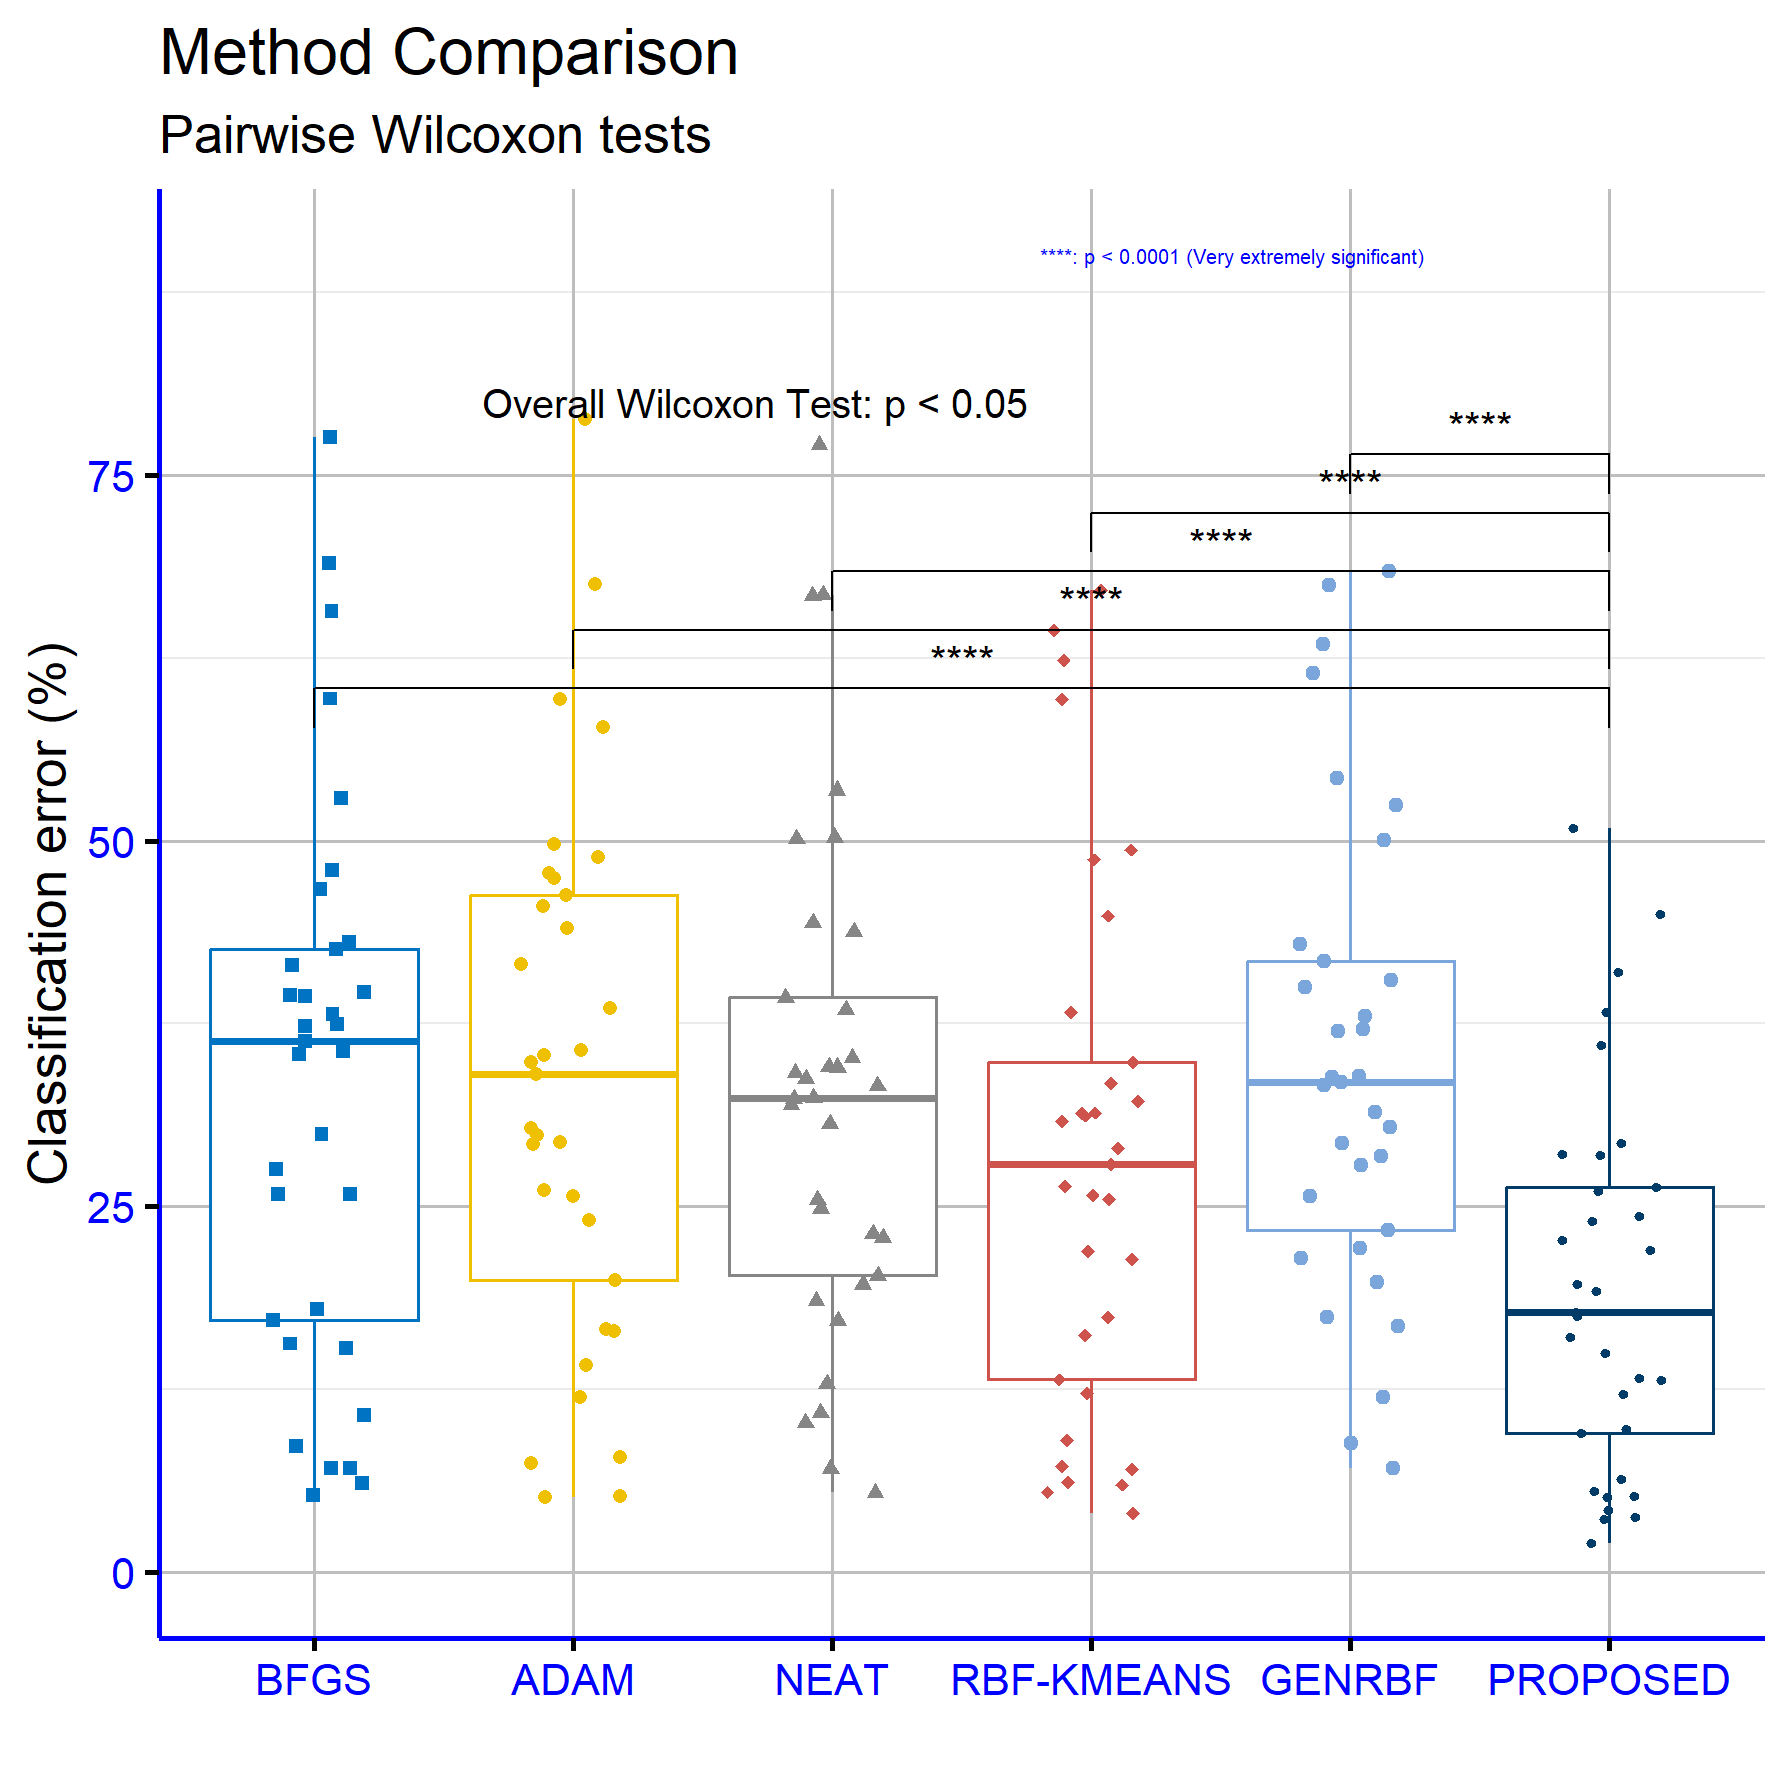 Method Comparison
Pairwise Wilcoxon tests
****: p < 0.0001 (Very extremely significant)
Overall Wilcoxon Test: p < 0.05
****
****
****
****
****
Classification error (%)
75
50
25
0
BFGS ADAM NEAT RBF-KMEANS GENRBF PROPOSED